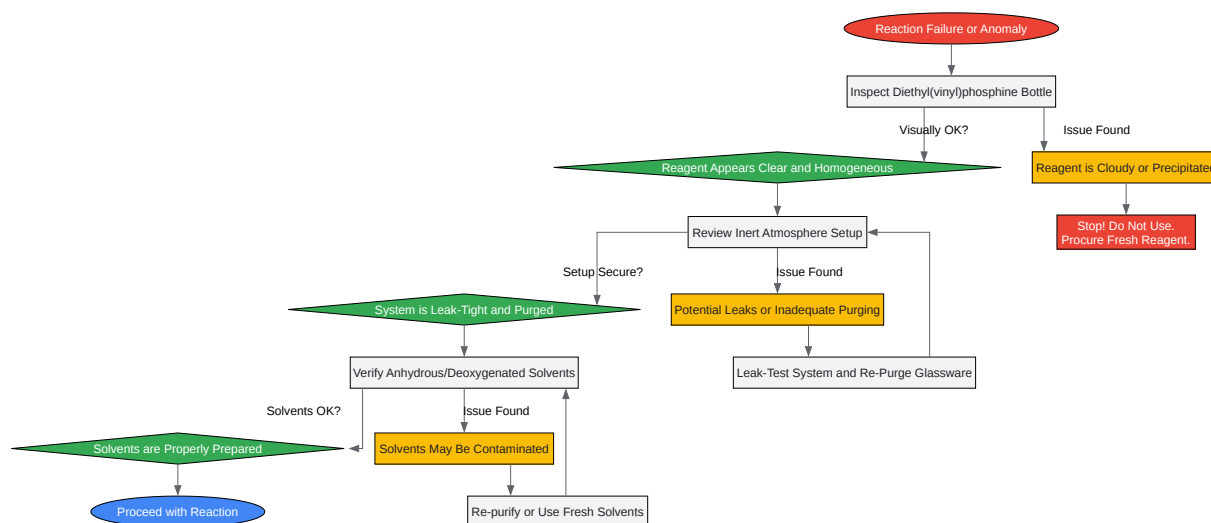 Reaction Failure or Anomaly
Inspect Diethyl(vinyl)phosphine Bottle
Visually OK?
Issue Found
Reagent Appears Clear and Homogeneous
Reagent is Cloudy or Precipitated
Review Inert Atmosphere Setup
Stop! Do Not Use.
Procure Fresh Reagent.
Setup Secure?
Issue Found
System is Leak-Tight and Purged
Potential Leaks or Inadequate Purging
Verify Anhydrous/Deoxygenated Solvents
Leak-Test System and Re-Purge Glassware
Solvents OK?
Issue Found
Solvents are Properly Prepared
Solvents May Be Contaminated
Proceed with Reaction
Re-purify or Use Fresh Solvents